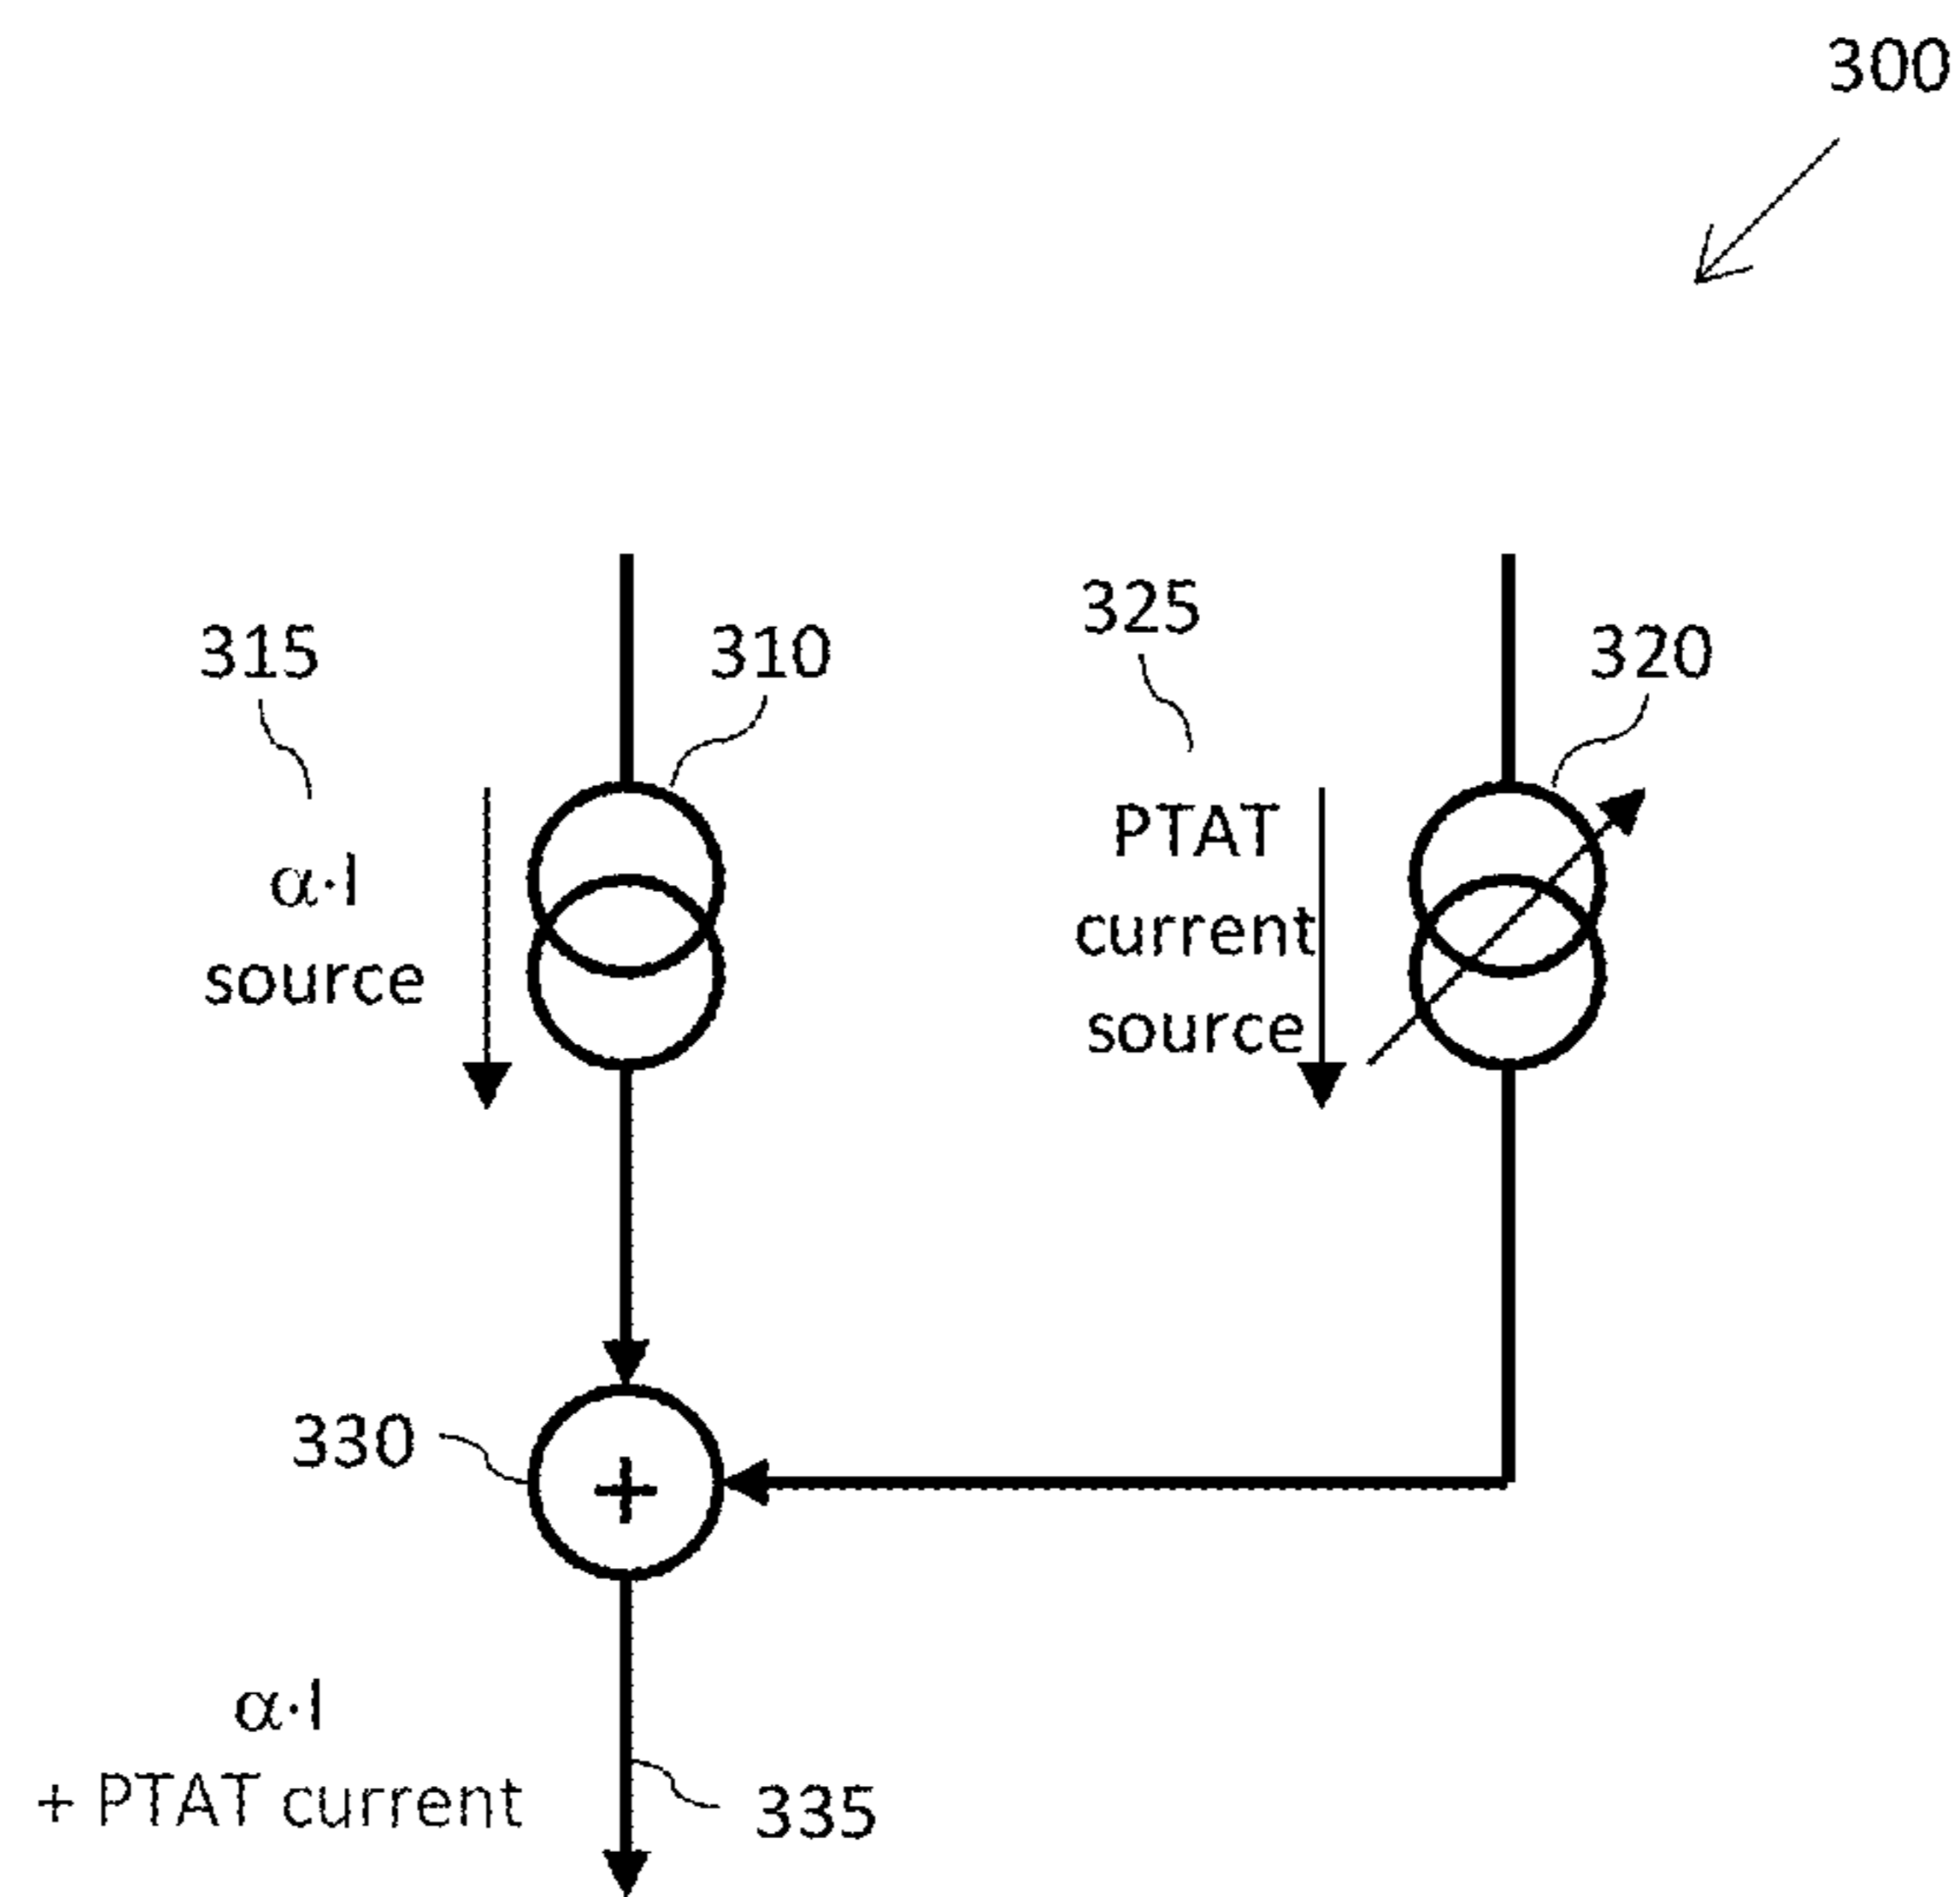 300
315
310
325
320
α·I
source
PTAT
current
source
330
+
α·I
+ PTAT current
335